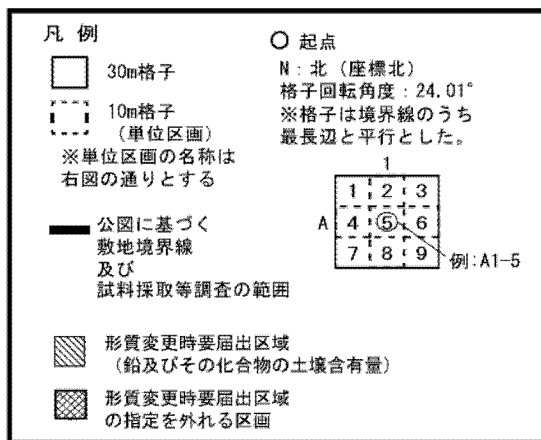 凡 例
30m格子
10m格子
(単位区画)
※単位区画の名称は
右図の通りとする
公図に基づく
敷地境界線
及び
試料採取等調査の範囲
形質変更時要届出区域
(鉛及びその化合物の土壌含有量)
形質変更時要届出区域
の指定を外れる区画
起点
N:北 (座標北)
格子回転角度:24.01°
※格子は境界線のうち
最長辺と平行とした。
1
1 2 3
A 4 ⑤ 6
7 8 9
例:A1-5